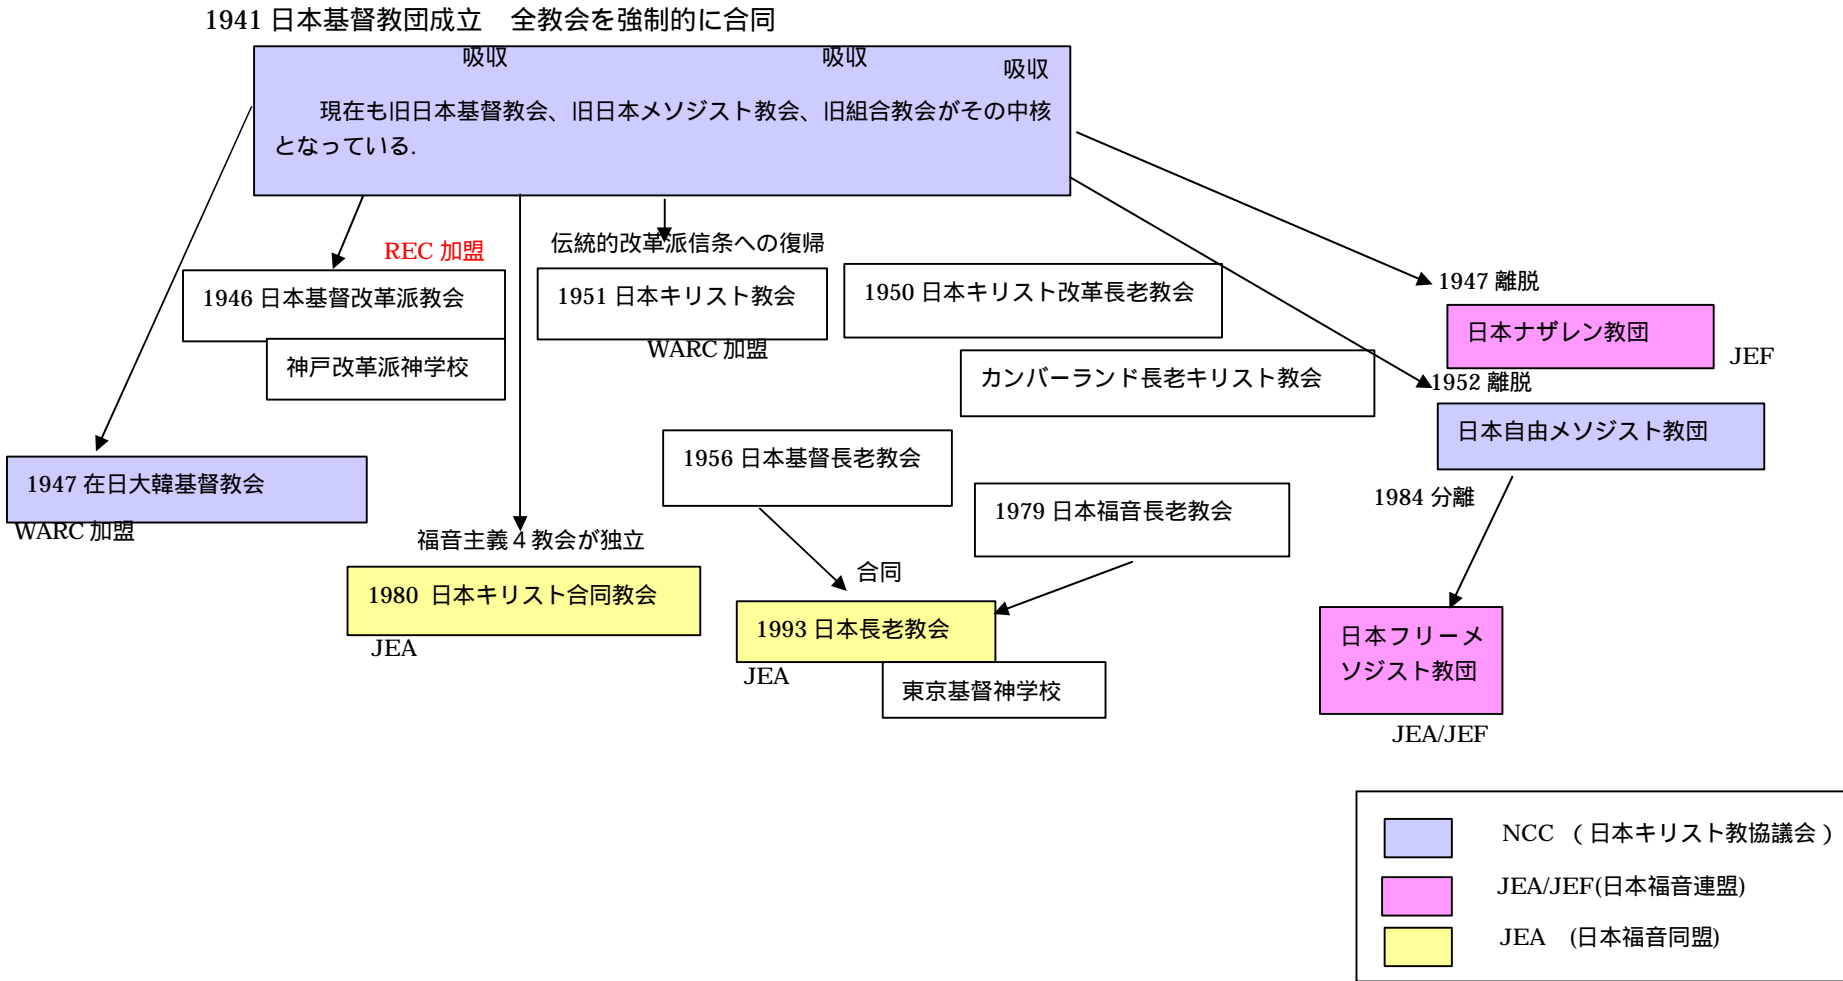 1941 日本基督教団成立　全教会を強制的に合同
吸収
吸収
吸収
現在も旧日本基督教会、旧日本メソジスト教会、旧組合教会がその中核
となっている.
REC 加盟
伝統的改革派信条への復帰
1946 日本基督改革派教会
神戸改革派神学校
1951 日本キリスト教会
WARC 加盟
1950 日本キリスト改革長老教会
カンバーランド長老キリスト教会
1947 離脱
日本ナザレン教団
JEF
1952 離脱
日本自由メソジスト教団
1947 在日大韓基督教会
WARC 加盟
1956 日本基督長老教会
1979 日本福音長老教会
1984 分離
福音主義４教会が独立
1980 日本キリスト合同教会
JEA
合同
1993 日本長老教会
JEA
東京基督神学校
日本フリーメ
ソジスト教団
JEA/JEF
NCC （日本キリスト教協議会）
JEA/JEF(日本福音連盟)
JEA　(日本福音同盟)